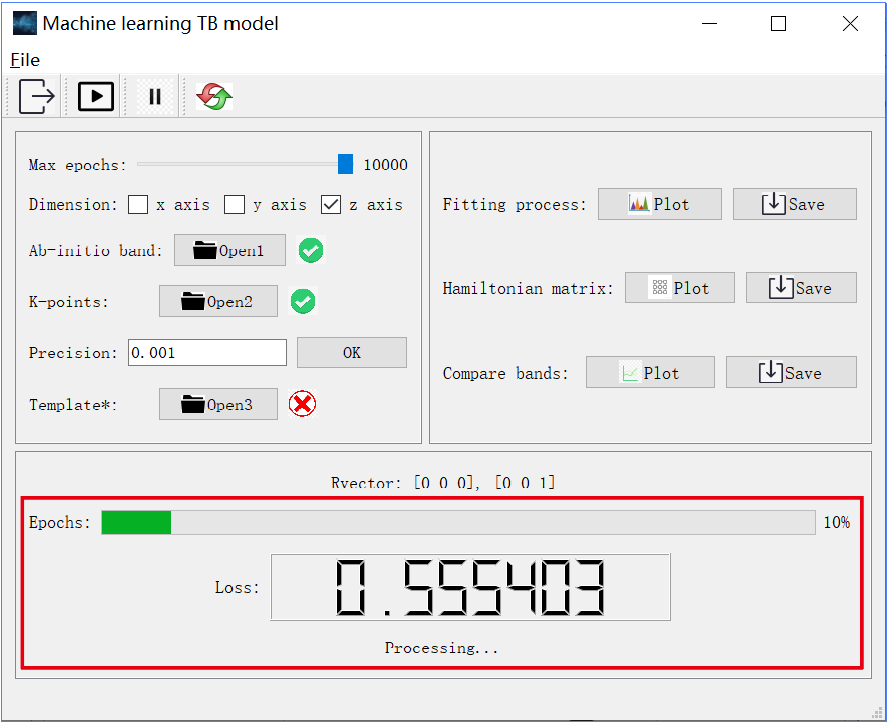 Machine learning TB model
File
Max epochs: 10000
Dimension: x axis y axis z axis
Ab-initio band: Open1
K-points: Open2
Precision: 0.001 OK
Template*: Open3
Fitting process: Plot Save
Hamiltonian matrix: Plot Save
Compare bands: Plot Save
Rvector: [0 0 0], [0 0 1]
Epochs: 10%
Loss: 0.555403
Processing...